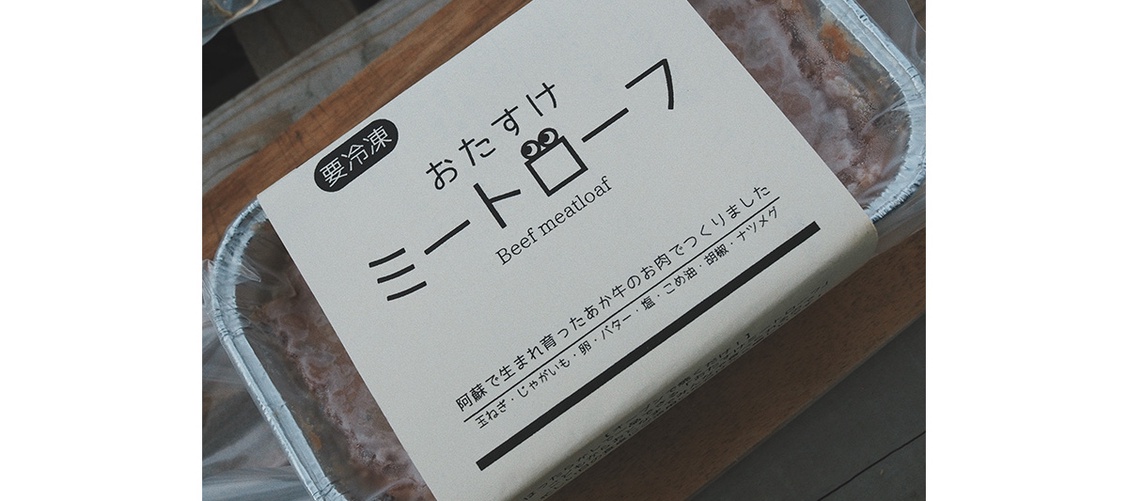 要冷凍
おたすけ
ミートローフ
Beef meatloaf
阿蘇で生まれ育ったあか牛のお肉でつくりました
玉ねぎ・じゃがいも・卵・バター・塩・こめ油・胡椒・ナツメグ